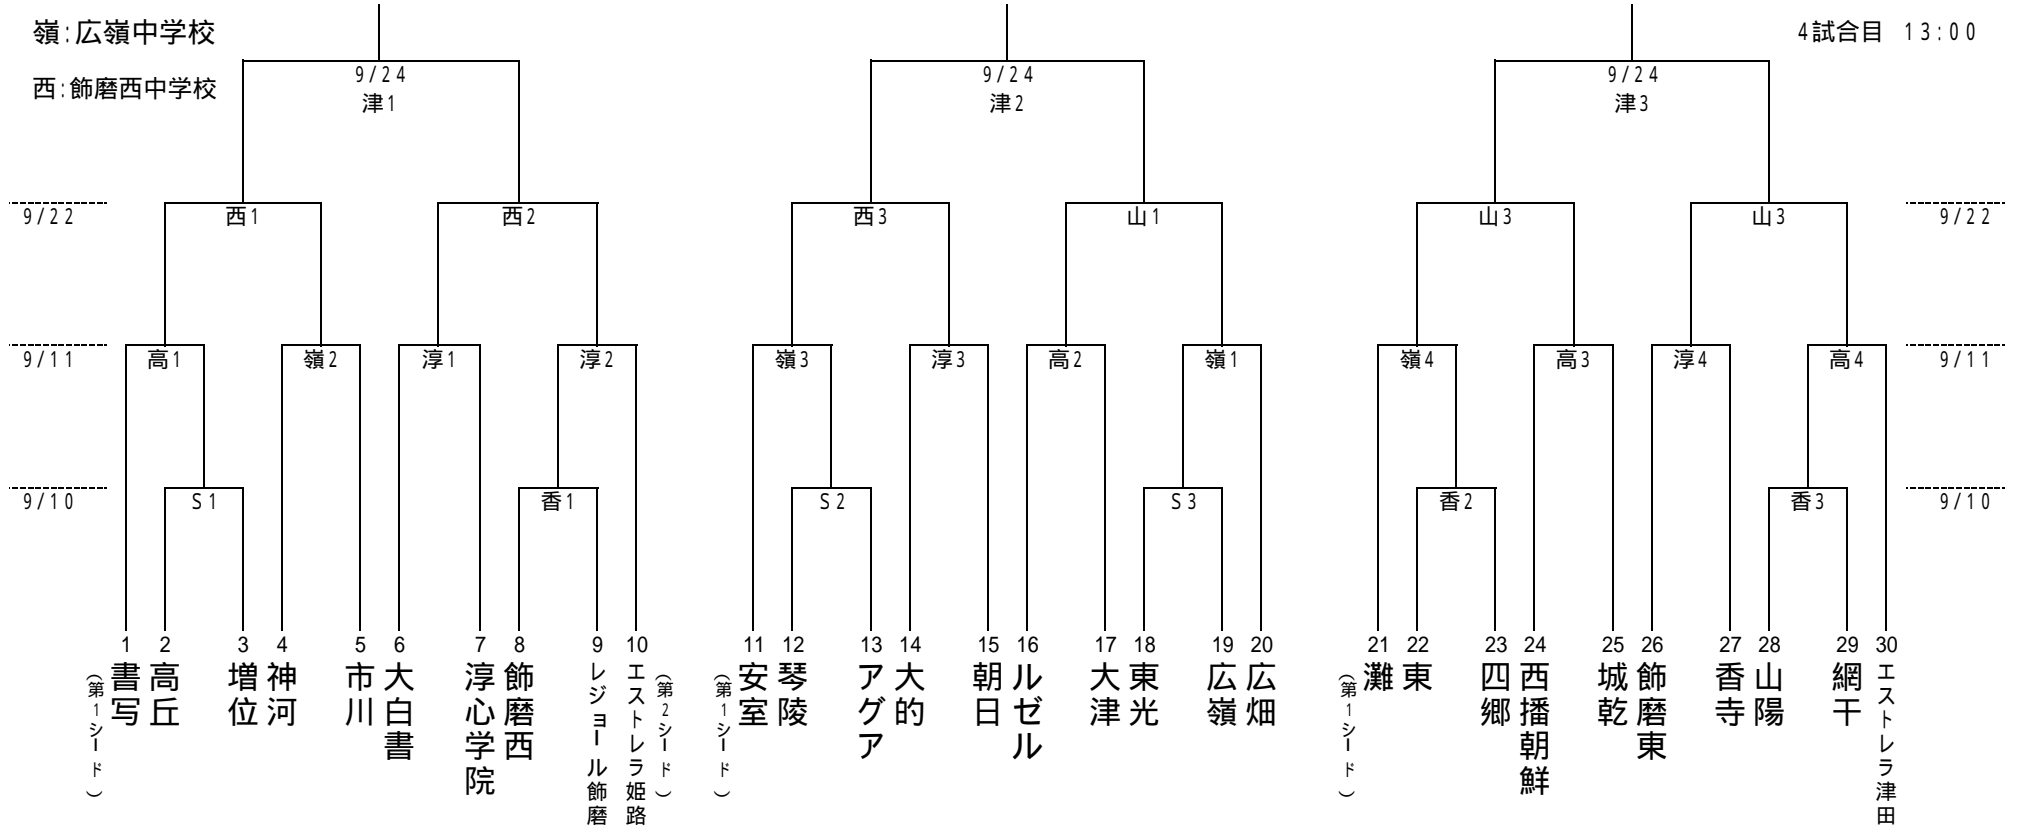 嶺:広嶺中学校
4試合目 13:00
西:飾磨西中学校
9/24
津1
9/24
津2
9/24
津3
9/22
西1
西2
西3
山1
山3
山3
9/22
9/11
高1
嶺2
淳1
淳2
嶺3
淳3
高2
嶺1
嶺4
高3
淳4
高4
9/11
9/10
S1
香1
S2
S3
香2
香3
9/10
1
2
3
4
5
6
7
8
9
10
11
12
13
14
15
16
17
18
19
20
21
22
23
24
25
26
27
28
29
30
(第1シード)
書写
高丘
増位
神河
市川
大白書
淳心学院
飾磨西
レジョール飾磨
エストレラ姫路
(第2シード)
(第1シード)
安室
琴陵
アグア
大的
朝日
ルゼル
大津
東光
広嶺
広畑
(第1シード)
灘
東
四郷
西播朝鮮
城乾
飾磨東
香寺
山陽
網干
エストレラ津田